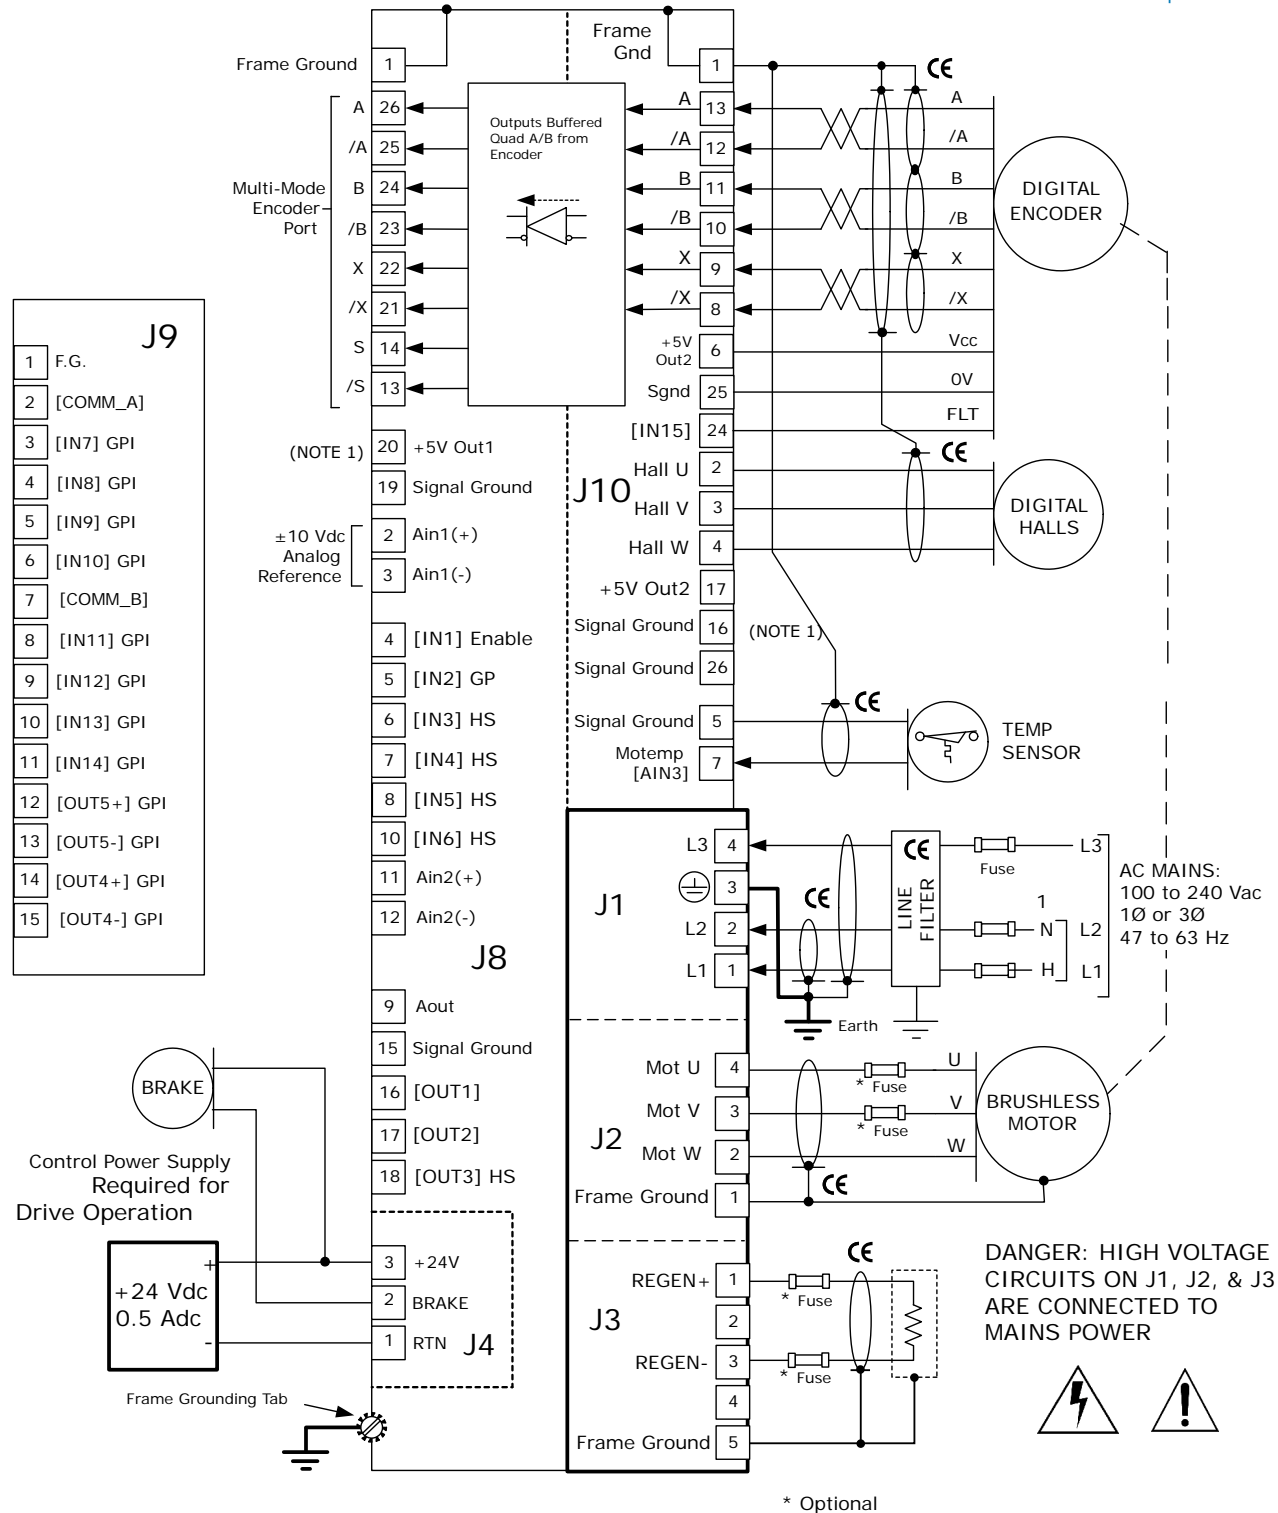 Frame Ground 1
A 26
/A 25
Multi-Mode
Encoder
Port
B 24
/B 23
X 22
/X 21
S 14
/S 13
(NOTE 1) 20 +5V Out1
19 Signal Ground
±10 Vdc
Analog
Reference
2 Ain1(+)
3 Ain1(-)
4 [IN1] Enable
5 [IN2] GP
6 [IN3] HS
7 [IN4] HS
8 [IN5] HS
10 [IN6] HS
11 Ain2(+)
12 Ain2(-)
J8
9 Aout
15 Signal Ground
16 [OUT1]
17 [OUT2]
18 [OUT3] HS
Outputs Buffered
Quad A/B from
Encoder
J9
1 F.G.
2 [COMM_A]
3 [IN7] GPI
4 [IN8] GPI
5 [IN9] GPI
6 [IN10] GPI
7 [COMM_B]
8 [IN11] GPI
9 [IN12] GPI
10 [IN13] GPI
11 [IN14] GPI
12 [OUT5+] GPI
13 [OUT5-] GPI
14 [OUT4+] GPI
15 [OUT4-] GPI
BRAKE
Control Power Supply
Required for
Drive Operation
+
+24 Vdc
0.5 Adc
-
3 +24V
2 BRAKE
1 RTN
J4
Frame Grounding Tab
Frame
Gnd
1
CE
A 13 A
/A 12 /A
B 11 B
/B 10 /B
X 9 X
/X 8 /X
DIGITAL
ENCODER
+5V
Out2
6 Vcc
Sgnd 25 0V
[IN15] 24 FLT
J10
CE
Hall U 2
Hall V 3
Hall W 4
DIGITAL
HALLS
+5V Out2 17
Signal Ground 16
(NOTE 1)
Signal Ground 26
CE
Signal Ground 5
Motemp
[AIN3]
7
TEMP
SENSOR
J1
L3 4
3
L2 2
L1 1
CE
CE
LINE
FILTER
Earth
Fuse
L3
1
N L2
H L1
AC MAINS:
100 to 240 Vac
1Ø or 3Ø
47 to 63 Hz
J2
Mot U 4
* Fuse
U
Mot V 3
* Fuse
V
Mot W 2
W
Frame Ground 1
CE
BRUSHLESS
MOTOR
J3
CE
REGEN+ 1
* Fuse
2
REGEN- 3
* Fuse
4
Frame Ground 5
DANGER: HIGH VOLTAGE
CIRCUITS ON J1, J2, & J3
ARE CONNECTED TO
MAINS POWER
!
* Optional